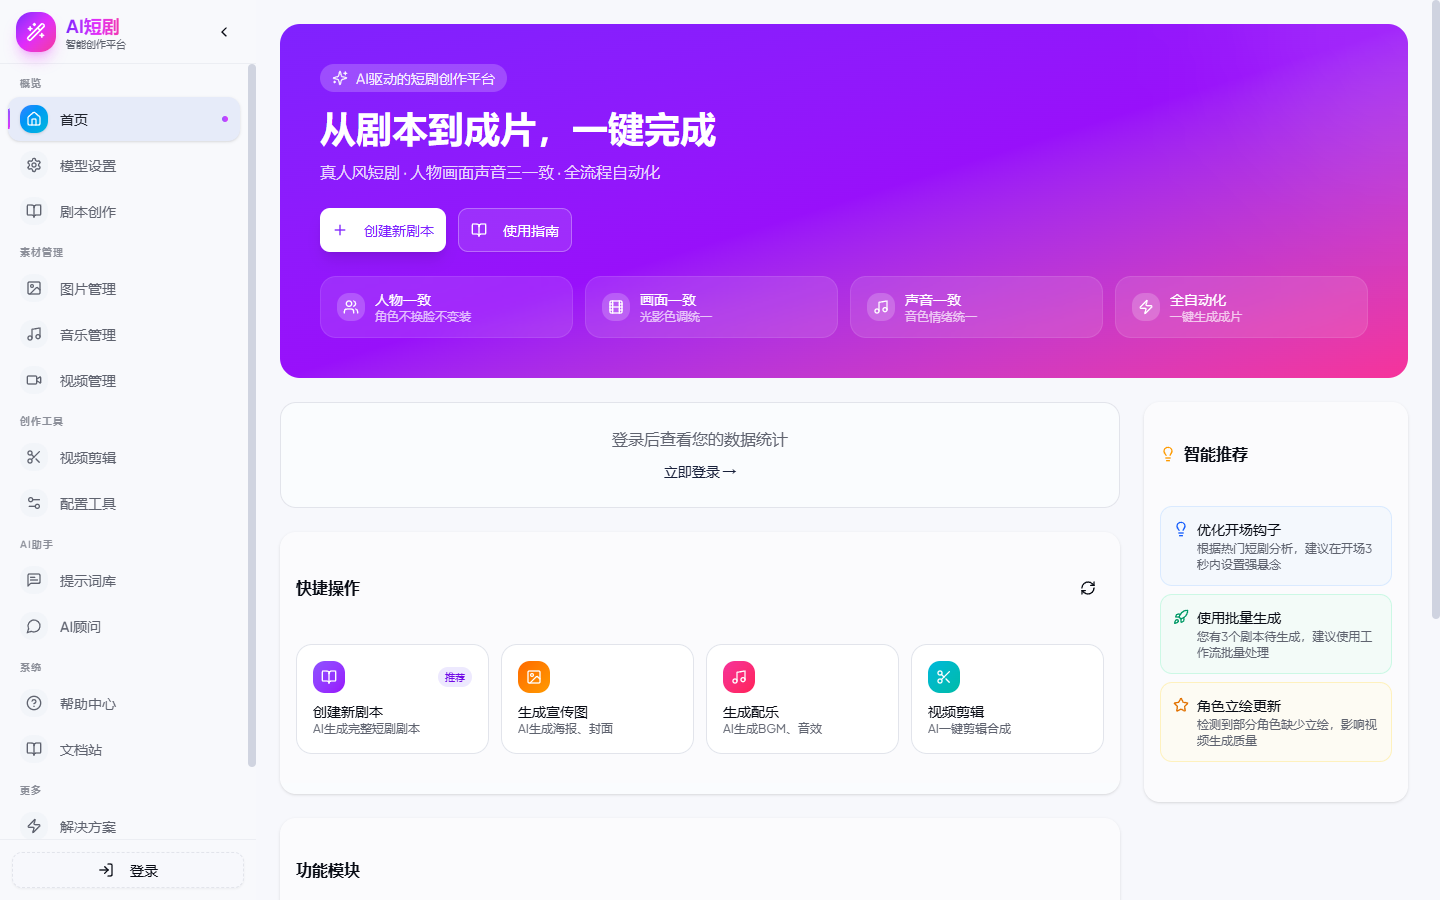 AI短剧
智能创作平台
概览
首页
模型设置
剧本创作
素材管理
图片管理
音乐管理
视频管理
创作工具
视频剪辑
配置工具
AI助手
提示词库
AI顾问
系统
帮助中心
文档站
更多
解决方案
登录
AI驱动的短剧创作平台
从剧本到成片，一键完成
真人风短剧 · 人物画面声音三一致 · 全流程自动化
创建新剧本
使用指南
人物一致
角色不换脸不变装
画面一致
光影色调统一
声音一致
音色情绪统一
全自动化
一键生成成片
登录后查看您的数据统计
立即登录→
快捷操作
推荐
创建新剧本
AI生成完整短剧剧本
生成宣传图
AI生成海报、封面
生成配乐
AI生成BGM、音效
视频剪辑
AI一键剪辑合成
功能模块
智能推荐
优化开场钩子
根据热门短剧分析，建议在开场3
秒内设置强悬念
使用批量生成
您有3个剧本待生成，建议使用工
作流批量处理
角色立绘更新
检测到部分角色缺少立绘，影响视
频生成质量